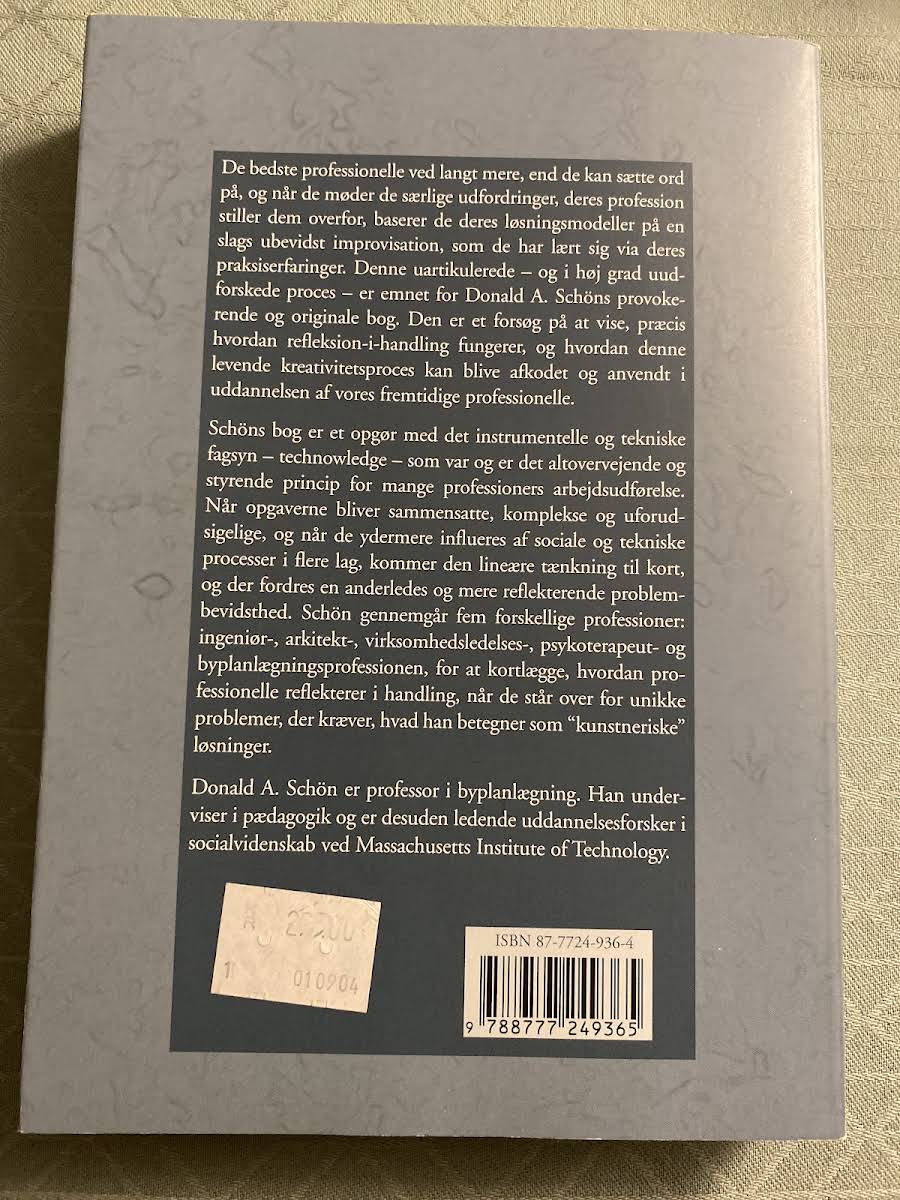 De bedste professionelle ved langt mere, end de kan sætte ord
på, og når de møder de særlige udfordringer, deres profession
stiller dem overfor, baserer de deres løsningsmodeller på en
slags ubevidst improvisation, som de har lært sig via deres
praksiserfaringer. Denne uartikulerede – og i høj grad uud-
forskede proces – er emnet for Donald A. Schöns provoke-
rende og originale bog. Den er et forsøg på at vise, præcis
hvordan refleksion-i-handling fungerer, og hvordan denne
levende kreativitetsproces kan blive afkodet og anvendt i
uddannelsen af vores fremtidige professionelle.
Schöns bog er et opgør med det instrumentelle og tekniske
fagsyn – technowledge – som var og er det altovervejende og
styrende princip for mange professioners arbejdsudførelse.
Når opgaverne bliver sammensatte, komplekse og uforud-
sigelige, og når de ydermere influeres af sociale og tekniske
processer i flere lag, kommer den lineære tænkning til kort,
og der fordres en anderledes og mere reflekterende problem-
bevidsthed. Schön gennemgår fem forskellige professioner:
ingeniør-, arkitekt-, virksomhedsledelses-, psykoterapeut- og
byplanlægningsprofessionen, for at kortlægge, hvordan pro-
fessionelle reflekterer i handling, når de står over for unikke
problemer, der kræver, hvad han betegner som “kunstneriske”
løsninger.
Donald A. Schön er professor i byplanlægning. Han under-
viser i pædagogik og er desuden ledende uddannelsesforsker i
socialvidenskab ved Massachusetts Institute of Technology.
010904
ISBN 87-7724-936-4
9 788777 249365